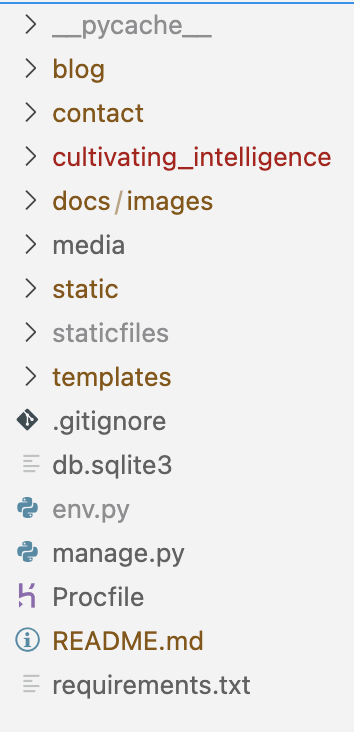 __pycache__
blog
contact
cultivating_intelligence
docs/images
media
static
staticfiles
templates
.gitignore
db.sqlite3
env.py
manage.py
Procfile
README.md
requirements.txt